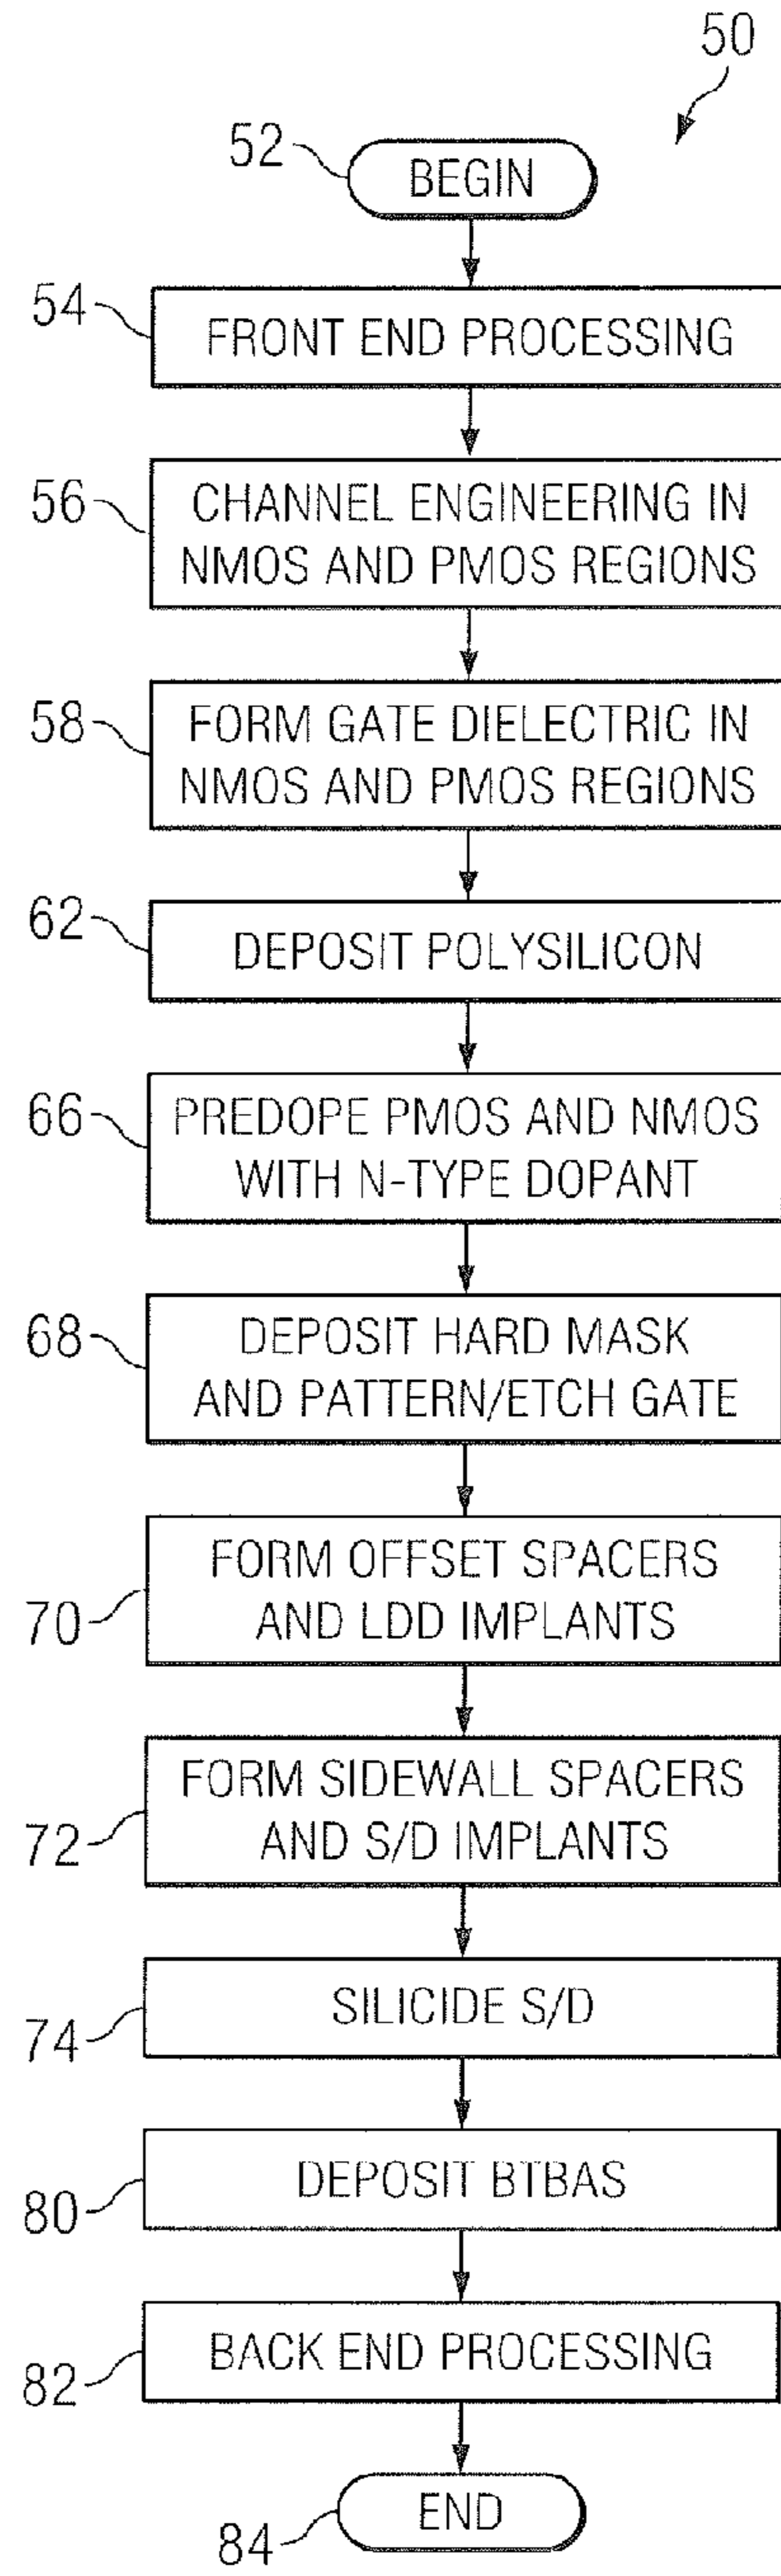 50
52
BEGIN
54
FRONT END PROCESSING
56
CHANNEL ENGINEERING IN
NMOS AND PMOS REGIONS
58
FORM GATE DIELECTRIC IN
NMOS AND PMOS REGIONS
62
DEPOSIT POLYSILICON
66
PREDOPE PMOS AND NMOS
WITH N-TYPE DOPANT
68
DEPOSIT HARD MASK
AND PATTERN/ETCH GATE
70
FORM OFFSET SPACERS
AND LDD IMPLANTS
72
FORM SIDEWALL SPACERS
AND S/D IMPLANTS
74
SILICIDE S/D
80
DEPOSIT BTBAS
82
BACK END PROCESSING
84
END